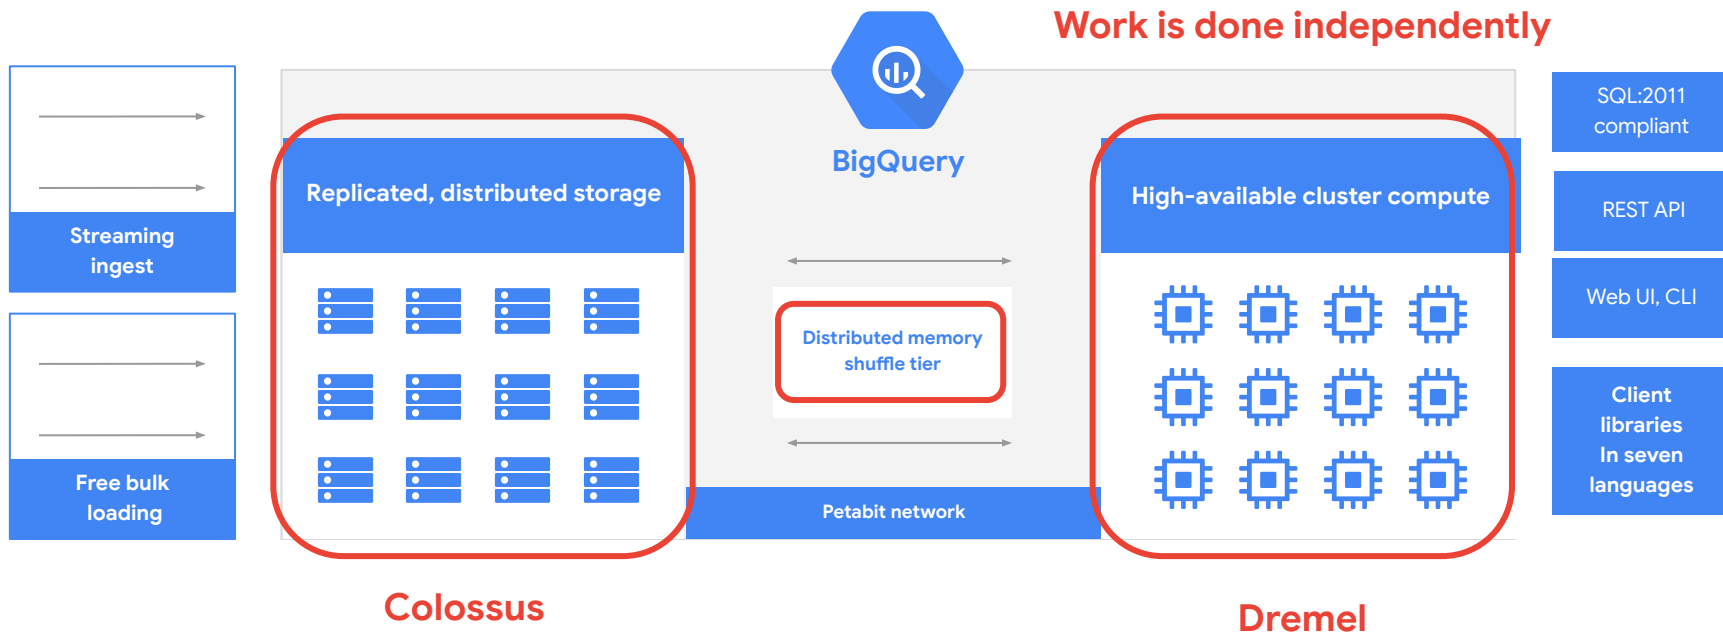 Work is done independently
Streaming
ingest
Free bulk
loading
Replicated, distributed storage
Colossus
BigQuery
Distributed memory
shuffle tier
Petabit network
High-available cluster compute
Dremel
SQL:2011
compliant
REST API
Web UI, CLI
Client
libraries
In seven
languages